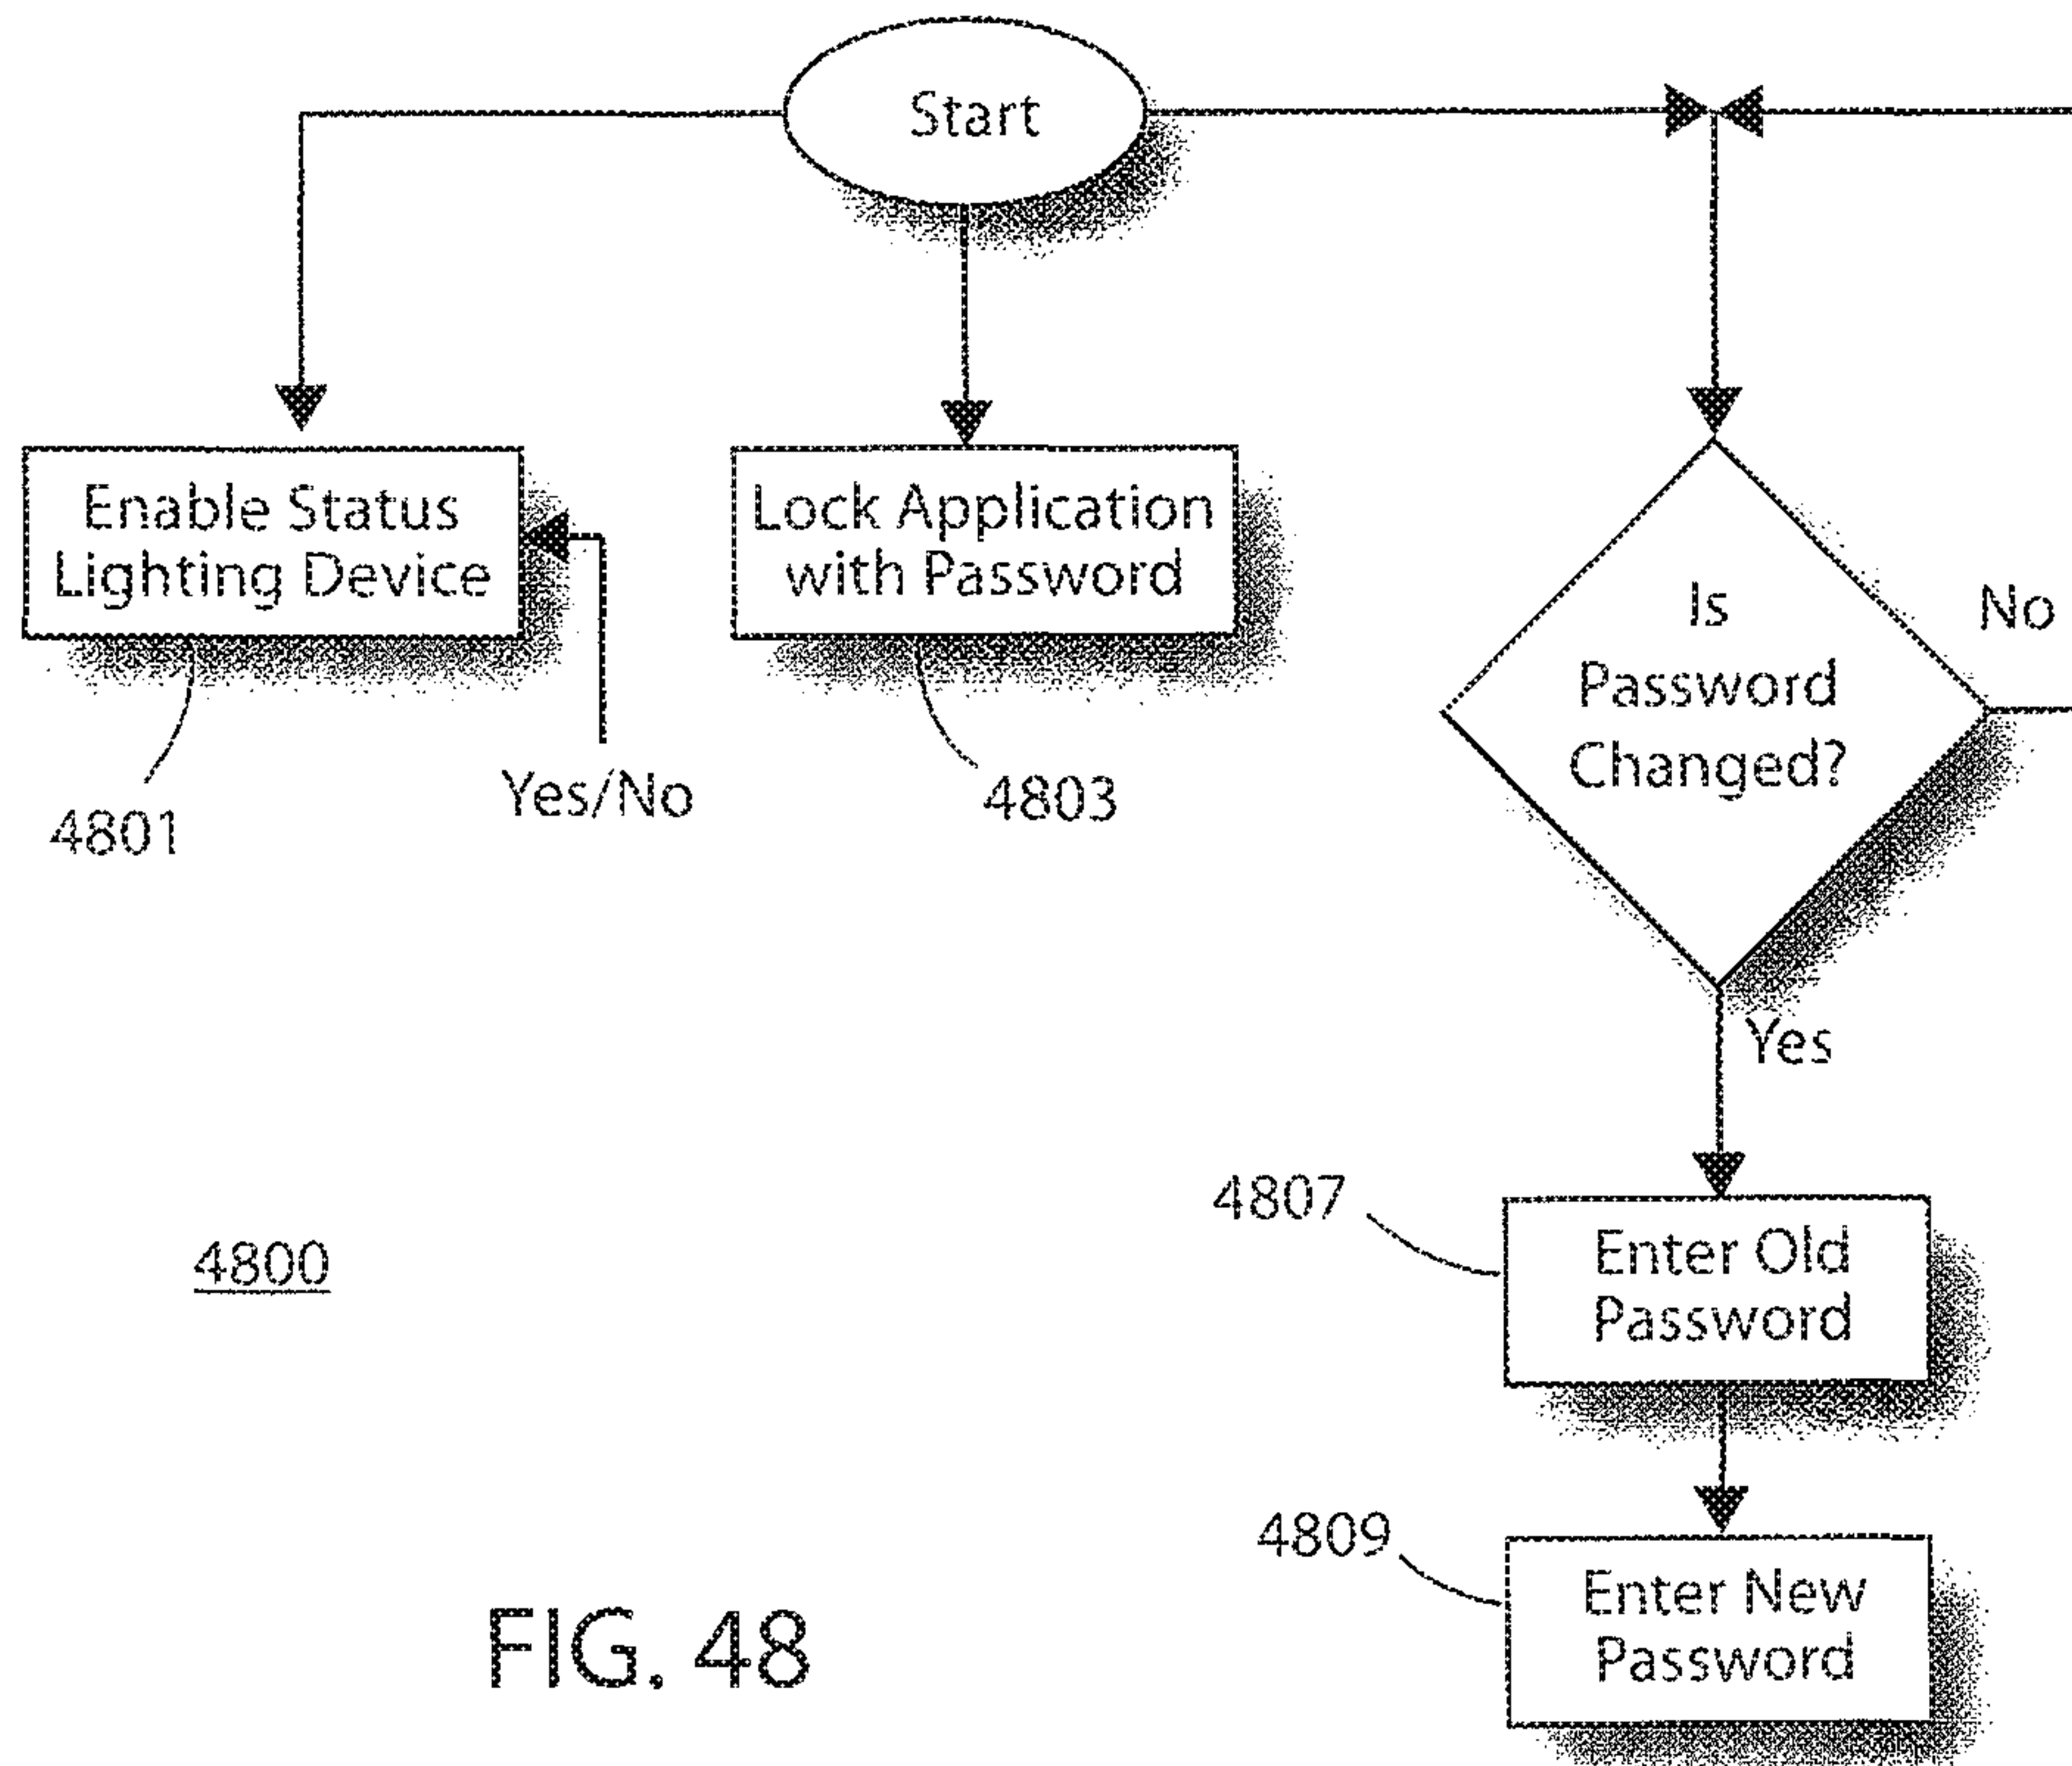 Start
Enable Status
Lighting Device
Lock Application
with Password
Is
Password
Changed?
No
4801
Yes/No
4803
Yes
4807
Enter Old
Password
4800
4809
Enter New
Password
FIG. 48